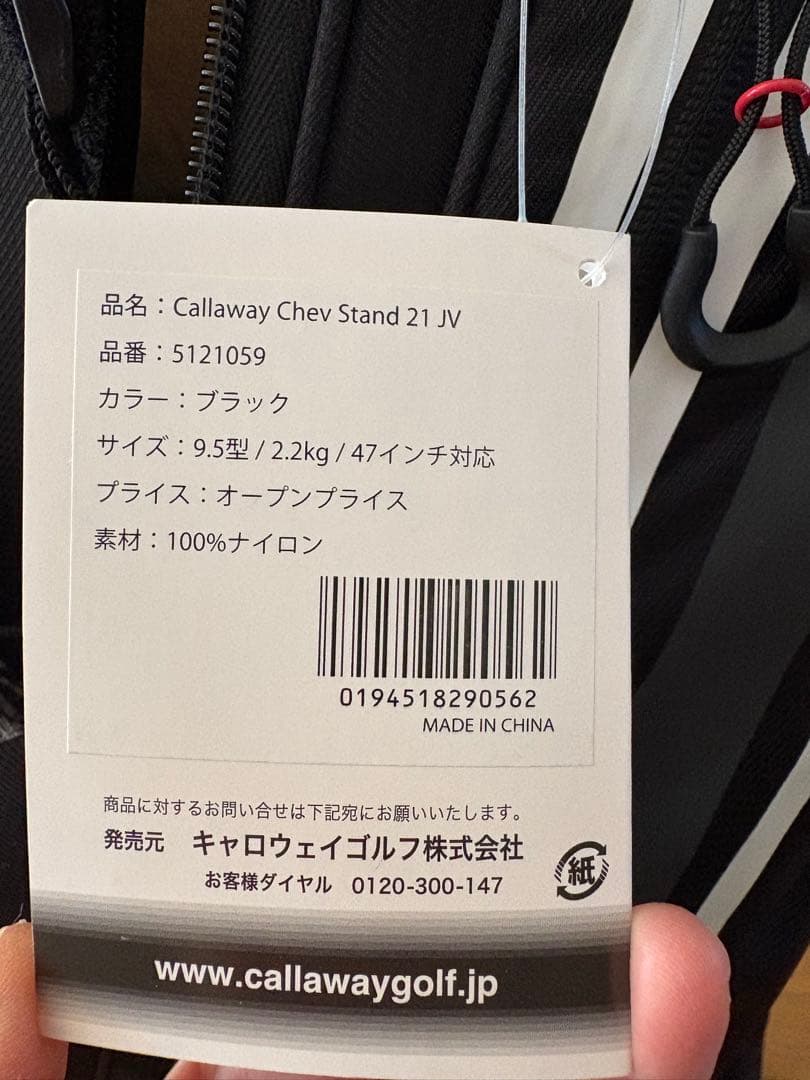 品名：Callaway Chev Stand 21 JV
品番：5121059
カラー：ブラック
サイズ：9.5型 / 2.2kg / 47インチ対応
プライス：オープンプライス
素材：100%ナイロン
0194518290562
MADE IN CHINA
商品に対するお問い合せは下記宛にお願いいたします。
発売元 キャロウェイゴルフ株式会社
お客様ダイヤル 0120-300-147
紙
www.callawaygolf.jp